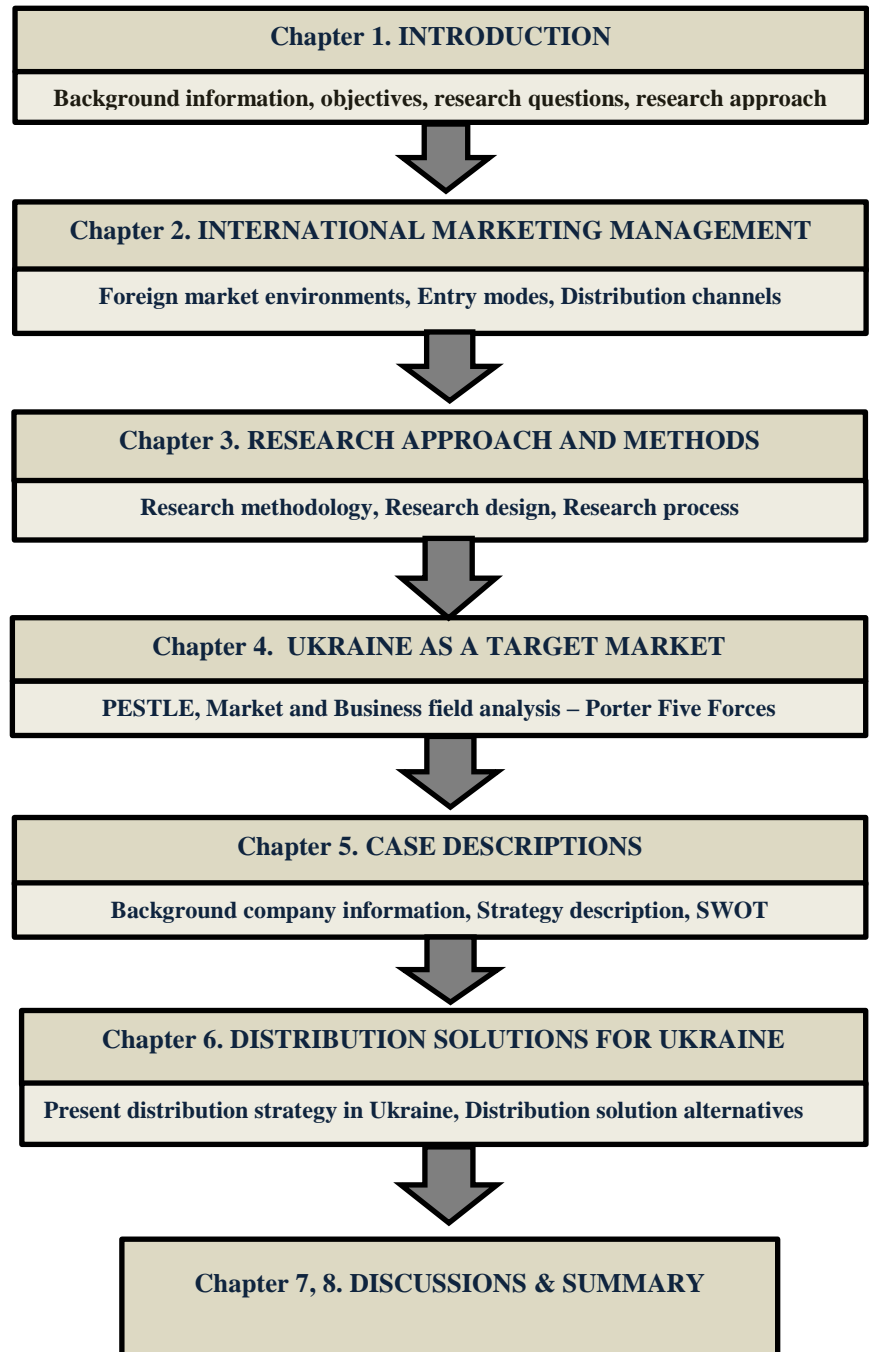 Chapter 1. INTRODUCTION
Background information, objectives, research questions, research approach
Chapter 2. INTERNATIONAL MARKETING MANAGEMENT
Foreign market environments, Entry modes, Distribution channels
Chapter 3. RESEARCH APPROACH AND METHODS
Research methodology, Research design, Research process
Chapter 4. UKRAINE AS A TARGET MARKET
PESTLE, Market and Business field analysis – Porter Five Forces
Chapter 5. CASE DESCRIPTIONS
Background company information, Strategy description, SWOT
Chapter 6. DISTRIBUTION SOLUTIONS FOR UKRAINE
Present distribution strategy in Ukraine, Distribution solution alternatives
Chapter 7, 8. DISCUSSIONS & SUMMARY